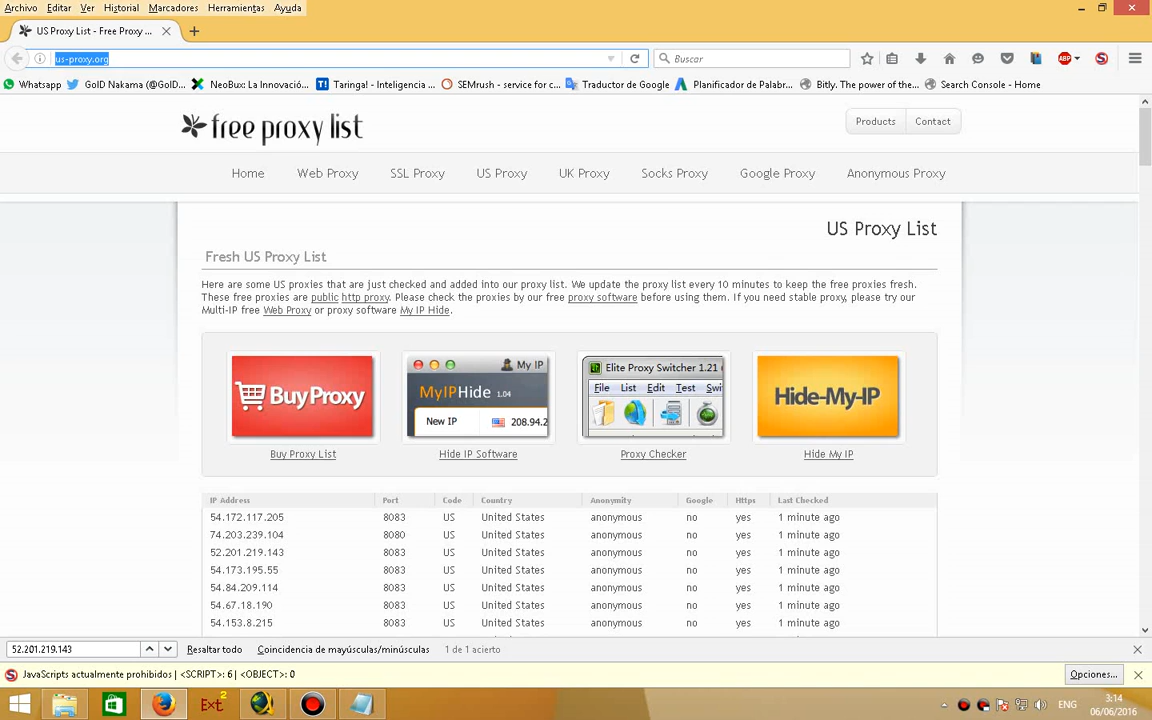 Archivo Editar Ver Historial Marcadores Herramientas Ayuda
US Proxy List - Free Proxy ...
us-proxy.org
Buscar
ABP
Whatsapp GoID Nakama (@GoID... NeoBux: La Innovació... T! Taringa! - Inteligencia ... SEMrush - service for c... Traductor de Google Planificador de Palabr... Bitly. The power of the... Search Console - Home
free proxy list
Products Contact
Home Web Proxy SSL Proxy US Proxy UK Proxy Socks Proxy Google Proxy Anonymous Proxy
US Proxy List
Fresh US Proxy List
Here are some US proxies that are just checked and added into our proxy list. We update the proxy list every 10 minutes to keep the free proxies fresh.
These free proxies are public http proxy. Please check the proxies by our free proxy software before using them. If you need stable proxy, please try our
Multi-IP free Web Proxy or proxy software My IP Hide.
Buy Proxy
My IP
MyIPHide 1.04
New IP 208.94.2
Elite Proxy Switcher 1.21
File List Edit Test Swi
Hide-My-IP
Buy Proxy List Hide IP Software Proxy Checker Hide My IP
IP Address Port Code Country Anonymity Google Https Last Checked
54.172.117.205 8083 US United States anonymous no yes 1 minute ago
74.203.239.104 8080 US United States anonymous no yes 1 minute ago
52.201.219.143 8083 US United States anonymous no yes 1 minute ago
54.173.195.55 8083 US United States anonymous no yes 1 minute ago
54.84.209.114 8083 US United States anonymous no yes 1 minute ago
54.67.18.190 8083 US United States anonymous no yes 1 minute ago
54.153.8.215 8083 US United States anonymous no yes 1 minute ago
52.201.219.143 Resaltar todo Coincidencia de mayúsculas/minúsculas 1 de 1 acierto
JavaScripts actualmente prohibidos | <SCRIPT>: 6 | <OBJECT>: 0
Opciones...
Ext 2
ENG
3:14
06/06/2016